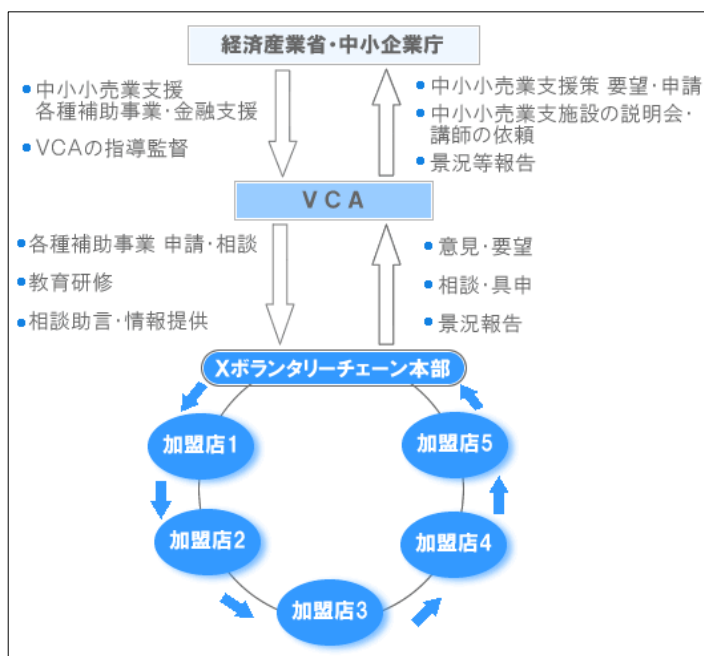 経済産業省・中小企業庁
中小小売業支援
各種補助事業・金融支援
VCAの指導監督
中小小売業支援策 要望・申請
中小小売業支施設の説明会・
講師の依頼
景況等報告
VCA
各種補助事業 申請・相談
教育研修
相談助言・情報提供
意見・要望
相談・具申
景況報告
Xボランタリーチェーン本部
加盟店1
加盟店2
加盟店3
加盟店4
加盟店5